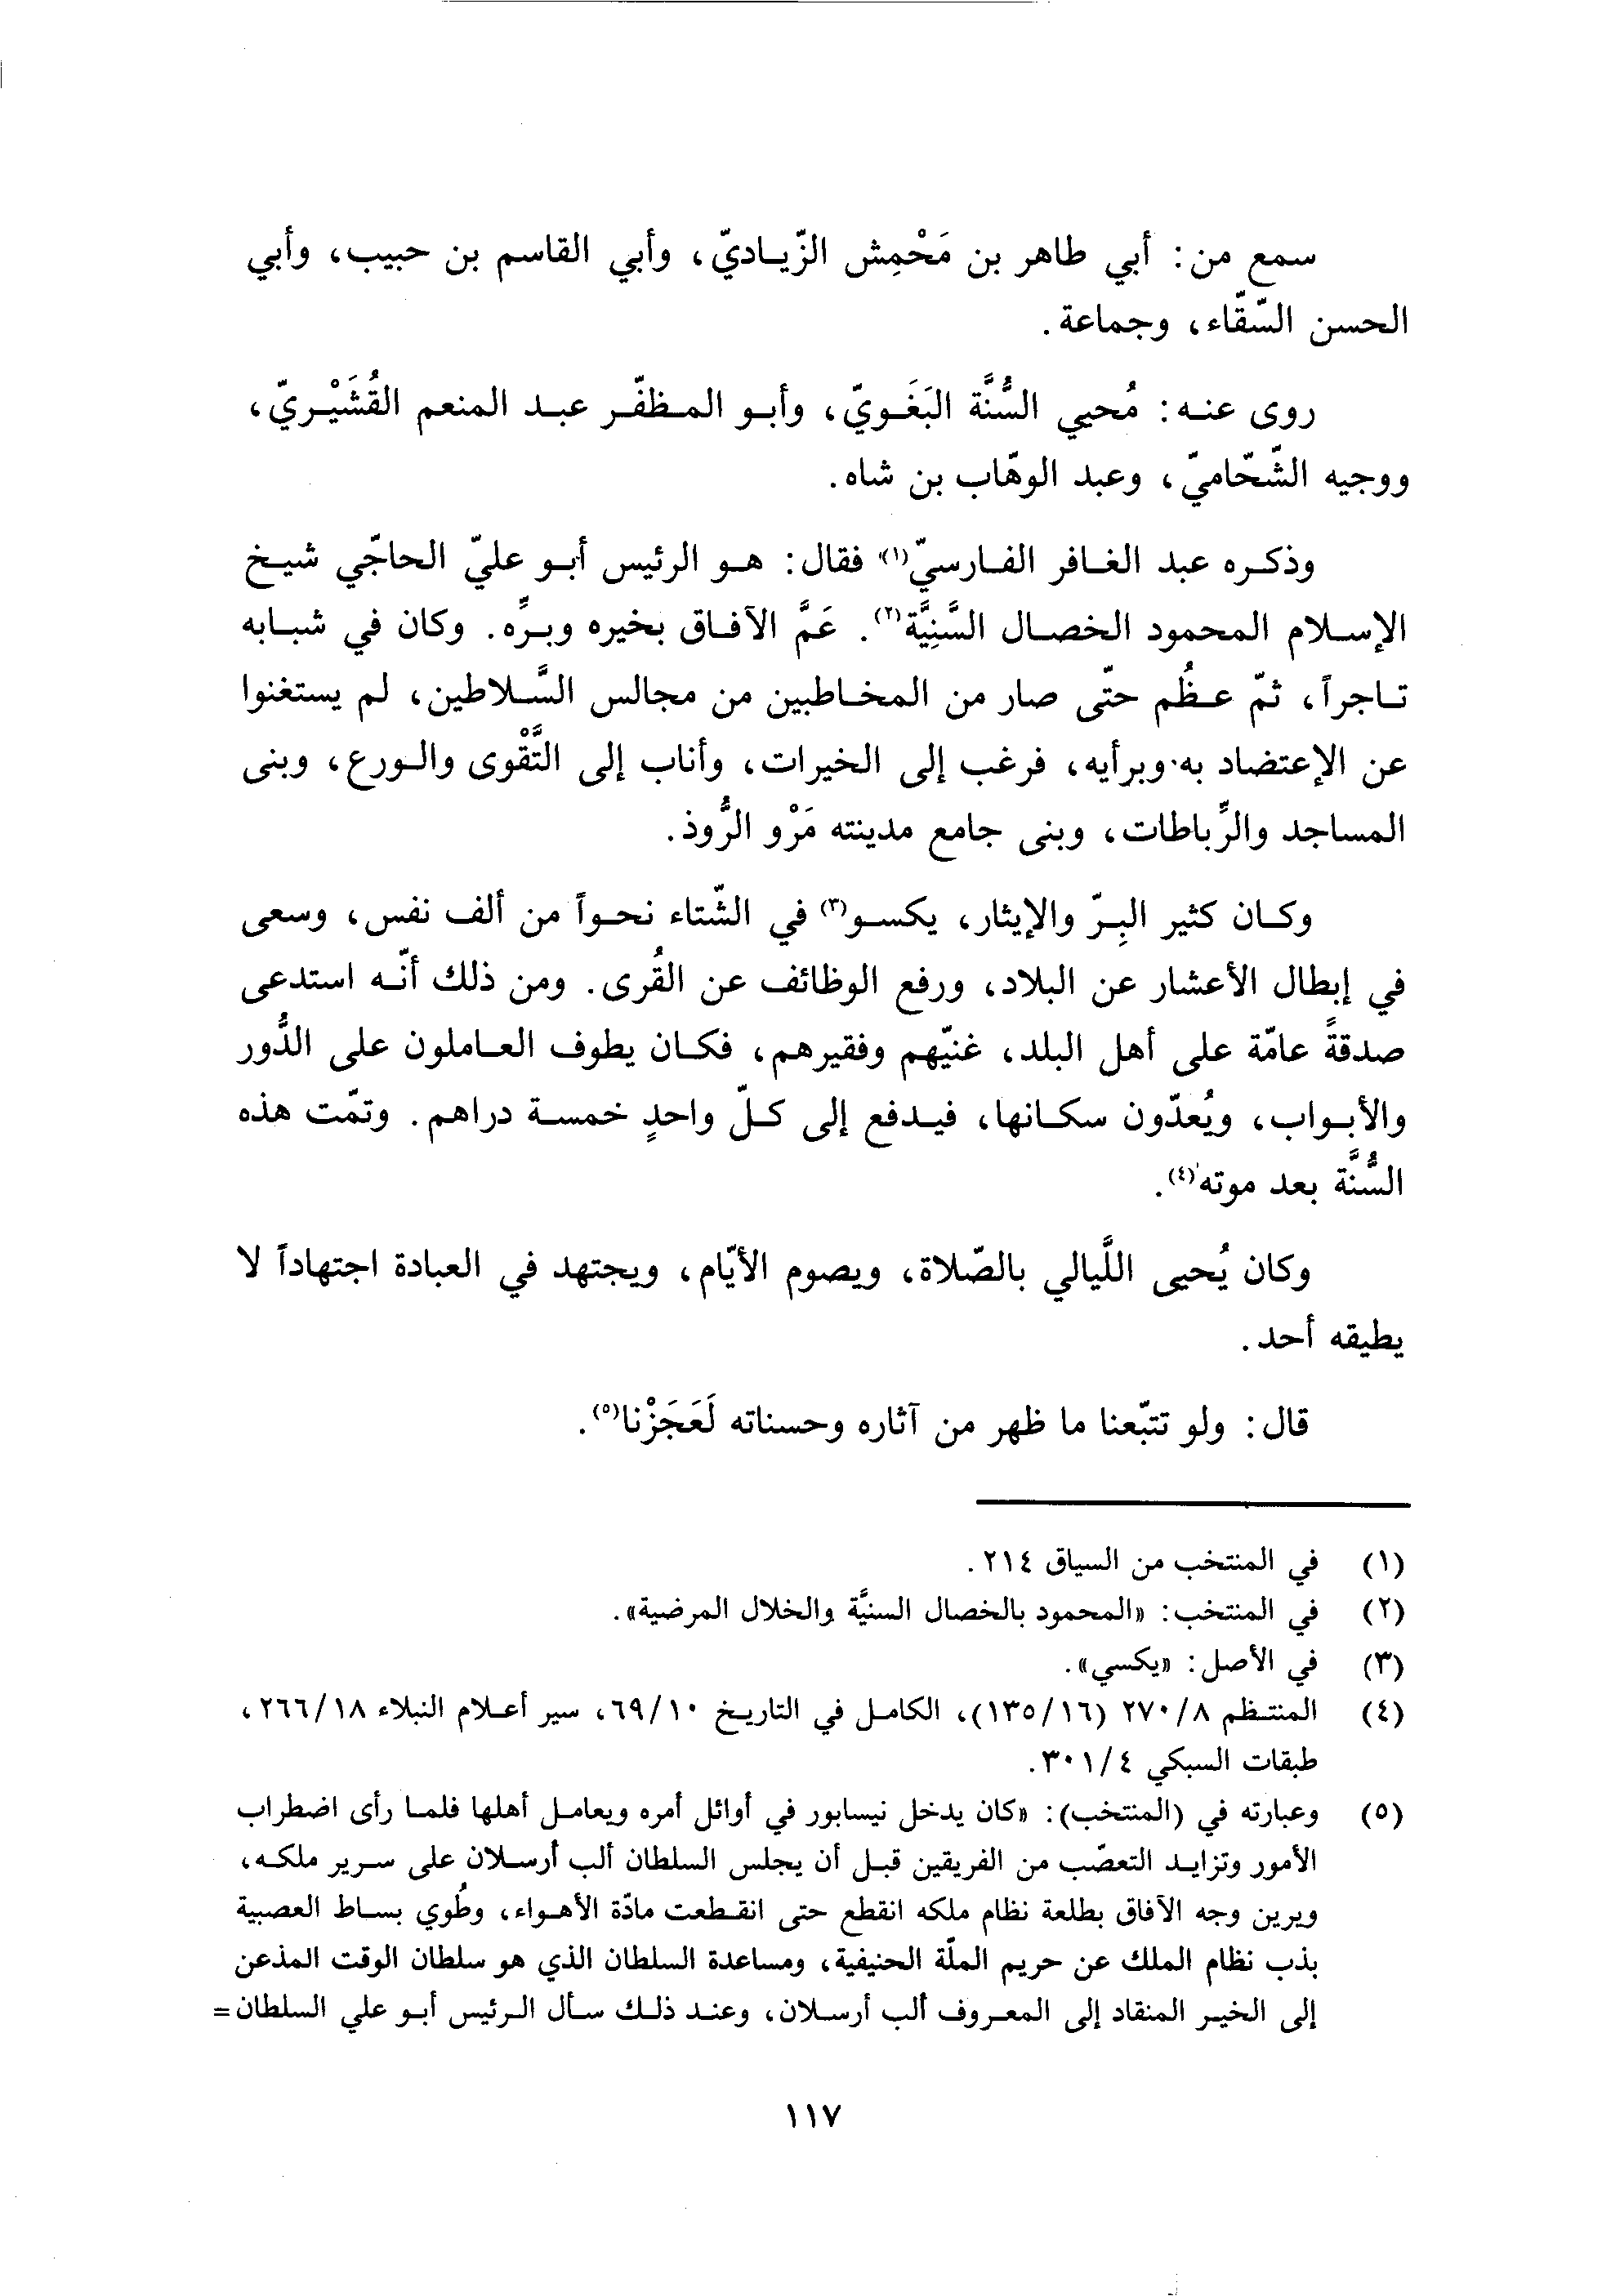 سمع من: أبي طاهر بن مَحْمِش الزّيـاديّ، وأبي القاسم بن حبيب، وأبي
الحسن السّقّاء، وجماعة.
روى عنـه: مُحيي السُّنَّة البَغَـويّ، وأبـو المـظفّـر عبـد المنعم القُشَيْـريّ،
ووجيه الشّحّاميّ، وعبد الوهّاب بن شاه.
وذكـره عبد الغـافر الفـارسيّ(١) فقال: هـو الرئيس أبـو عليّ الحاجّي شيـخ
الإسـلام المحمود الخصـال السَّنِيَّة(٢). عَمَّ الآفـاق بخيره وبـرِّه. وكان في شبـابه
تـاجراً، ثمّ عـظُم حتّى صار من المخـاطبين من مجالس السَّـلاطين، لم يستغنوا
عن الإعتضاد به وبرأيه، فرغب إلى الخيرات، وأناب إلى التَّقْوى والـورع، وبنى
المساجد والرِّباطات، وبنى جامع مدينته مَرْو الرُّوذ.
وكـان كثير البِـرّ والإيثار، يكسـو(٣) في الشّتاء نحـواً من ألف نفس، وسعى
في إبطال الأعشار عن البلاد، ورفع الوظائف عن القُرى. ومن ذلك أنّـه استدعى
صدقةً عامّة على أهل البلد، غنيّهم وفقيرهم، فكـان يطوف العـاملون على الدُّور
والأبـواب، ويُعدّون سكـانها، فيـدفع إلى كـلّ واحدٍ خمسـة دراهم. وتمّت هذه
السُّنَّة بعد موته(٤).
وكان يُحيى اللَّيالي بالصّلاة، ويصوم الأيّام، ويجتهد في العبادة اجتهاداً لا
يطيقه أحد.
قال: ولو تتبّعنا ما ظهر من آثاره وحسناته لَعَجَزْنا(٥).
(١) في المنتخب من السياق ٢١٤.
(٢) في المنتخب: «المحمود بالخصال السنيَّة والخلال المرضية».
(٣) في الأصل: «يكسي».
(٤) المنتـظم ٨/ ٢٧٠ (١٦/ ١٣٥)، الكامـل في التاريـخ ١٠/ ٦٩، سير أعـلام النبلاء ١٨/ ٢٦٦،
طبقات السبكي ٤/ ٣٠١.
(٥) وعبارته في (المنتخب): «كان يدخل نيسابور في أوائل أمره ويعامـل أهلها فلمـا رأى اضطراب
الأمور وتزايـد التعصّب من الفريقين قبـل أن يجلس السلطان ألب أرسـلان على سـرير ملكـه،
ويرين وجه الآفاق بطلعة نظام ملكه انقطع حتى انقـطعت مادّة الأهـواء، وطُوي بسـاط العصبية
بذب نظام الملك عن حريم الملّة الحنيفية، ومساعدة السلطان الذي هو سلطان الوقت المذعن
إلى الخيـر المنقاد إلى المعـروف ألب أرسـلان، وعنـد ذلـك سـأل الـرئيس أبـو علي السلطان =
١١٧